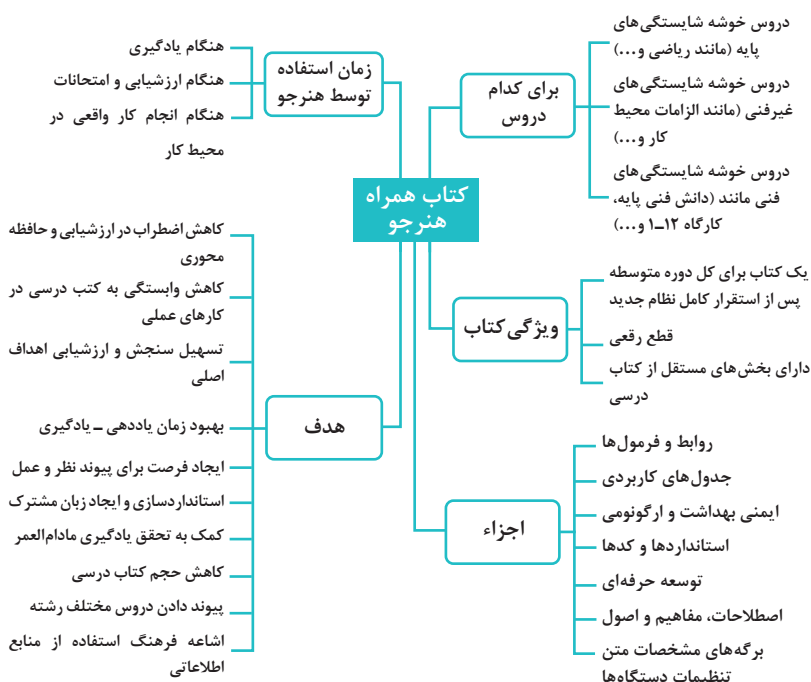 کتاب همراه
هنرجو
برای کدام
دروس
دروس خوشه شایستگی‌های
پایه (مانند ریاضی و...)
دروس خوشه شایستگی‌های
غیرفنی (مانند الزامات محیط
کار و...)
دروس خوشه شایستگی‌های
فنی مانند (دانش فنی پایه،
کارگاه ۱۲ـ۱ و...)
ویژگی کتاب
یک کتاب برای کل دوره متوسطه
پس از استقرار کامل نظام جدید
قطع رقعی
دارای بخش‌های مستقل از کتاب
درسی
اجزاء
روابط و فرمول‌ها
جدول‌های کاربردی
ایمنی بهداشت و ارگونومی
استانداردها و کدها
توسعه حرفه‌ای
اصطلاحات، مفاهیم و اصول
برگه‌های مشخصات متن
تنظیمات دستگاه‌ها
زمان استفاده
توسط هنرجو
هنگام یادگیری
هنگام ارزشیابی و امتحانات
هنگام انجام کار واقعی در
محیط کار
هدف
کاهش اضطراب در ارزشیابی و حافظه
محوری
کاهش وابستگی به کتب درسی در
کارهای عملی
تسهیل سنجش و ارزشیابی اهداف
اصلی
بهبود زمان یاددهی ـ یادگیری
ایجاد فرصت برای پیوند نظر و عمل
استانداردسازی و ایجاد زبان مشترک
کمک به تحقق یادگیری مادام‌العمر
کاهش حجم کتاب درسی
پیوند دادن دروس مختلف رشته
اشاعه فرهنگ استفاده از منابع
اطلاعاتی